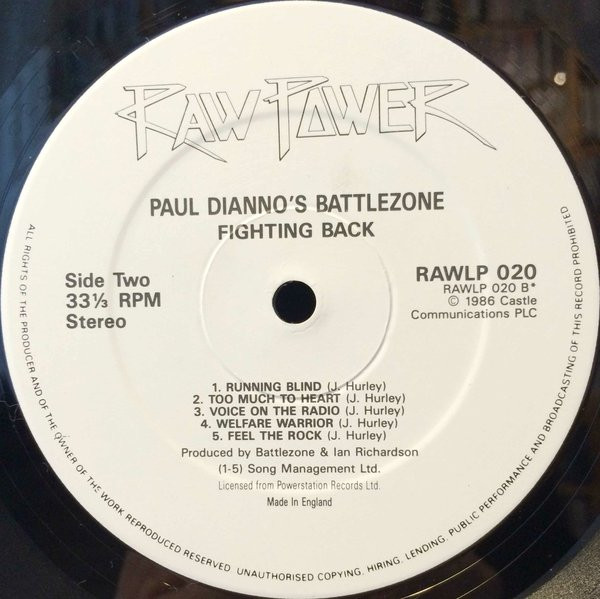 RAW POWER
PAUL DIANNO'S BATTLEZONE
FIGHTING BACK
Side Two
33⅓ RPM
Stereo
RAWLP 020
RAWLP 020 B*
© 1986 Castle
Communications PLC
1. RUNNING BLIND (J. Hurley)
2. TOO MUCH TO HEART (J. Hurley)
3. VOICE ON THE RADIO (J. Hurley)
4. WELFARE WARRIOR (J. Hurley)
5. FEEL THE ROCK (J. Hurley)
Produced by Battlezone & Ian Richardson
(1-5) Song Management Ltd.
Licensed from Powerstation Records Ltd.
Made In England
ALL RIGHTS OF THE PRODUCER AND OF THE OWNER OF THE WORK REPRODUCED RESERVED. UNAUTHORISED COPYING. HIRING. LENDING. PUBLIC PERFORMANCE AND BROADCASTING OF THIS RECORD PROHIBITED